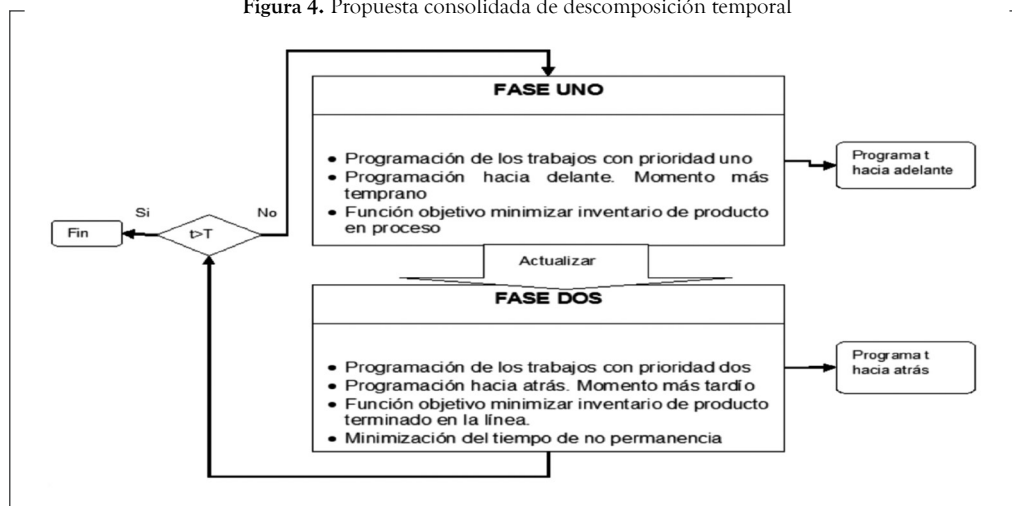 Figura 4. Propuesta consolidada de descomposición temporal
FASE UNO
• Programación de los trabajos con prioridad uno
• Programación hacia delante. Momento más
temprano
• Función objetivo minimizar inventario de producto
en proceso
Programa t
hacia adelante
Si
No
Fin
t>T
Actualizar
FASE DOS
• Programación de los trabajos con prioridad dos
• Programación hacia atrás. Momento más tardío
• Función objetivo minimizar inventario de producto
terminado en la línea.
• Minimización del tiempo de no permanencia
Programa t
hacia atrás